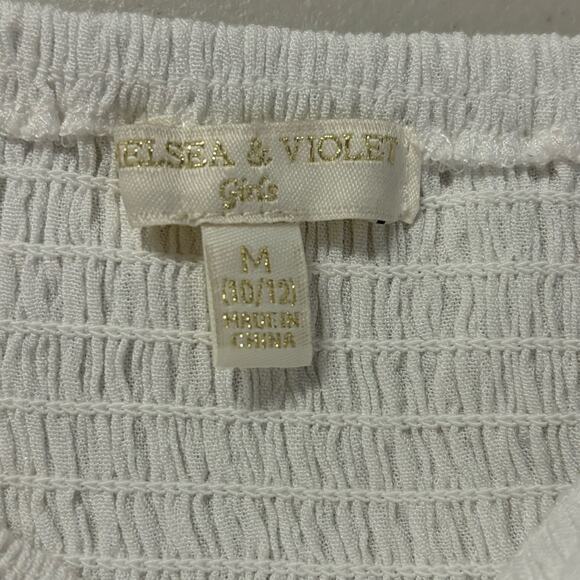 ELSEA & VIOLET
Girls
M
(10/12)
MADE IN
CHINA